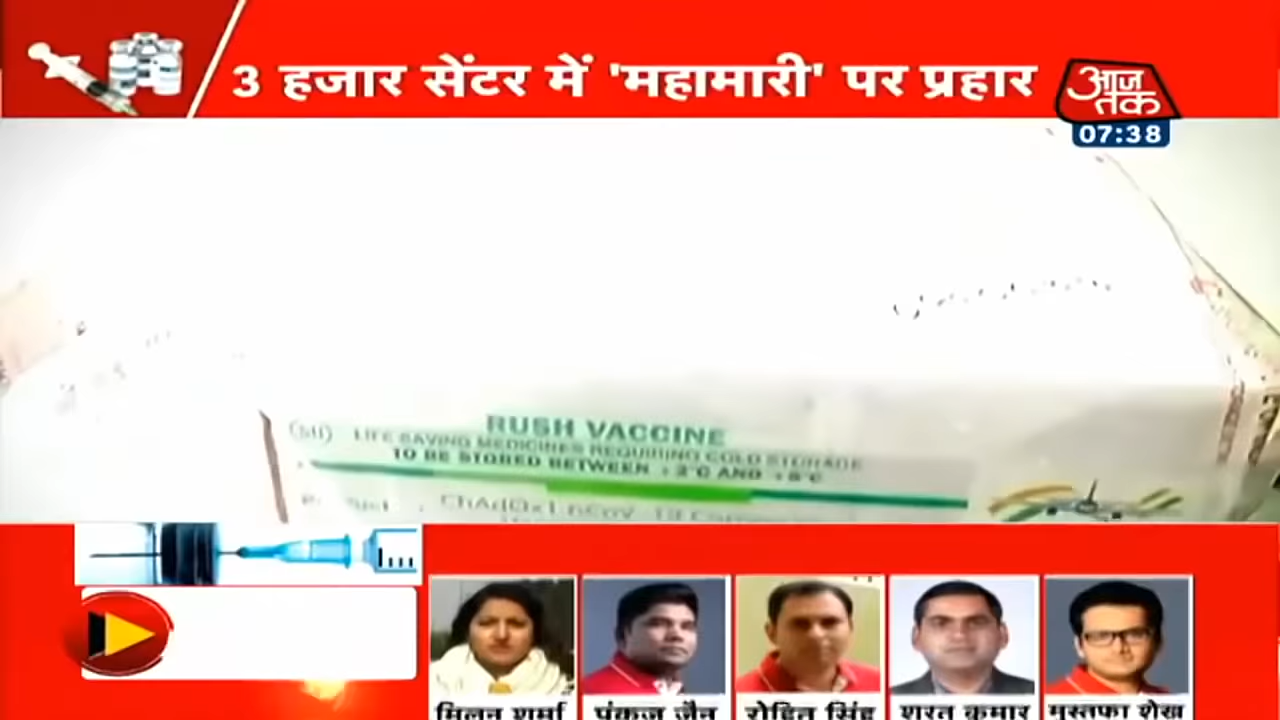 3 हजार सेंटर में 'महामारी' पर प्रहार
आज
तक
07:38
RUSH VACCINE
LIFE SAVING MEDICINES REQUIRING COLD STORAGE
TO BE STORED BETWEEN +2°C AND +8°C
मिलन शर्मा
पंकज जैन
रोहित सिंह
शरत कुमार
मुस्तफा शेख